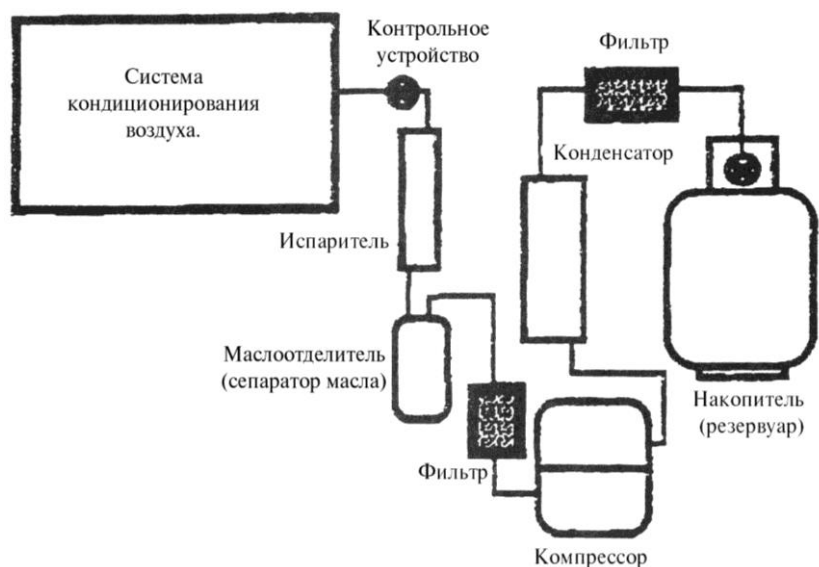 Контрольное
устройство
Фильтр
Система
кондиционирования
воздуха.
Конденсатор
Испаритель
Маслоотделитель
(сепаратор масла)
Накопитель
(резервуар)
Фильтр
Компрессор